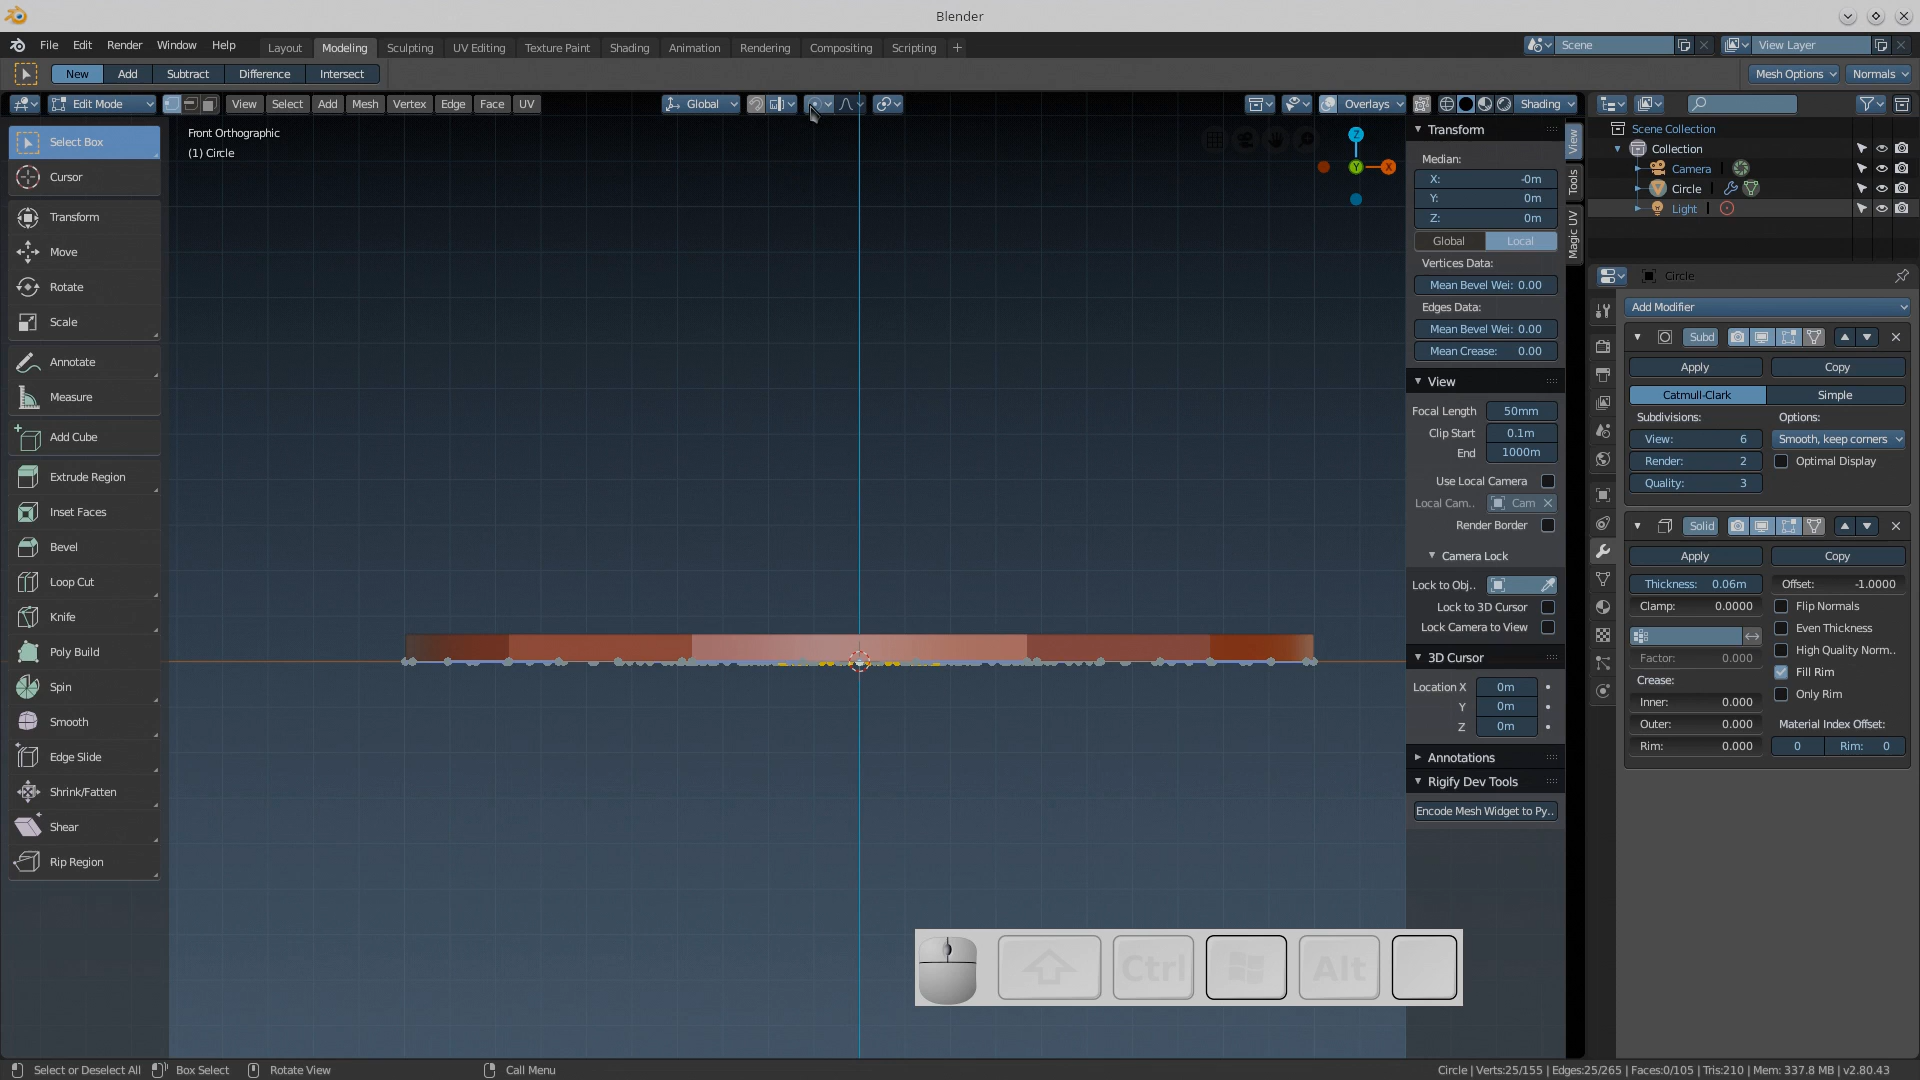 Blender
File Edit Render Window Help Layout Modeling Sculpting UV Editing Texture Paint Shading Animation Rendering Compositing Scripting + Scene View Layer
New Add Subtract Difference Intersect Mesh Options Normals
Edit Mode View Select Add Mesh Vertex Edge Face UV Global Overlays Shading
Select Box
Cursor
Transform
Move
Rotate
Scale
Annotate
Measure
Add Cube
Extrude Region
Inset Faces
Bevel
Loop Cut
Knife
Poly Build
Spin
Smooth
Edge Slide
Shrink/Fatten
Shear
Rip Region
Front Orthographic
(1) Circle
Z
Y
X
Ctrl
Alt
Transform
Median:
X: -0m
Y: 0m
Z: 0m
Global Local
Vertices Data:
Mean Bevel Wei: 0.00
Edges Data:
Mean Bevel Wei: 0.00
Mean Crease: 0.00
View
Focal Length 50mm
Clip Start 0.1m
End 1000m
Use Local Camera
Local Cam.. Cam
Render Border
Camera Lock
Lock to Obj..
Lock to 3D Cursor
Lock Camera to View
3D Cursor
Location X 0m
Y 0m
Z 0m
Annotations
Rigify Dev Tools
Encode Mesh Widget to Py..
View
Tools
Magic UV
Scene Collection
Collection
Camera
Circle
Light
Circle
Add Modifier
Subd
Apply Copy
Catmull-Clark Simple
Subdivisions: Options:
View: 6 Smooth, keep corners
Render: 2 Optimal Display
Quality: 3
Solid
Apply Copy
Thickness: 0.06m Offset: -1.0000
Clamp: 0.0000 Flip Normals
Even Thickness
Factor: 0.000 High Quality Norm..
Crease: Fill Rim
Inner: 0.000 Only Rim
Outer: 0.000 Material Index Offset:
Rim: 0.000 0 Rim: 0
Select or Deselect All Box Select Rotate View Call Menu Circle | Verts:25/155 | Edges:25/265 | Faces:0/105 | Tris:210 | Mem: 337.8 MB | v2.80.43